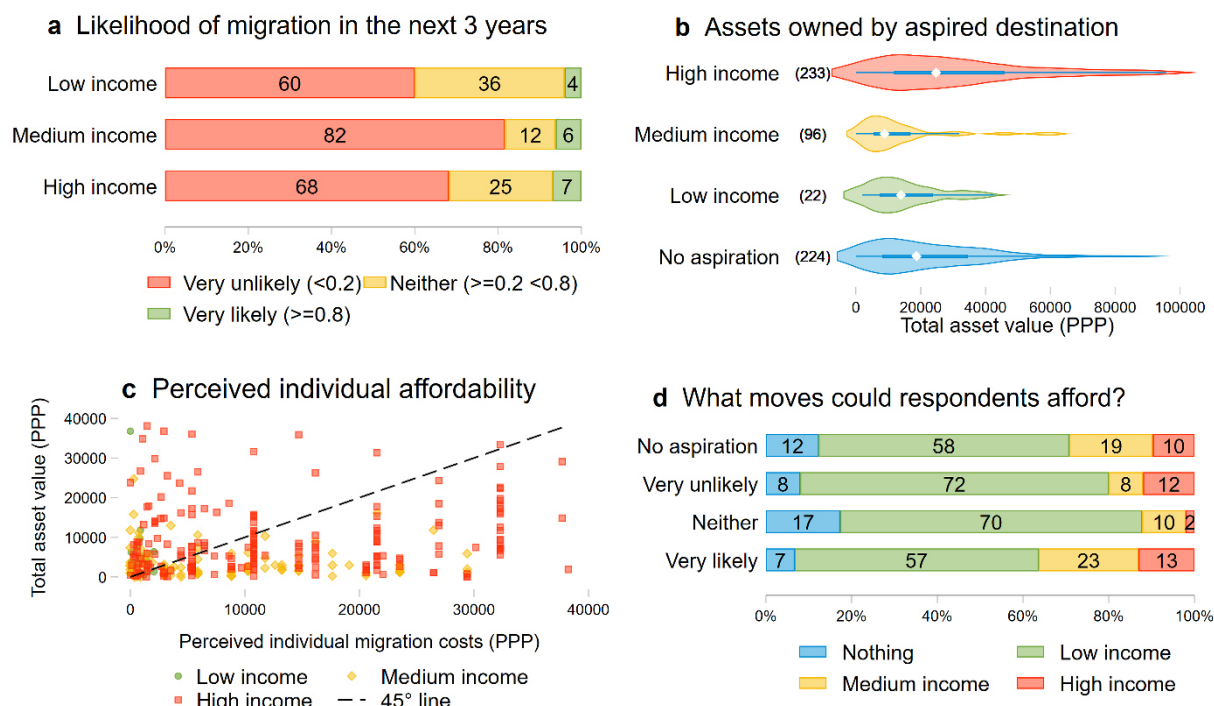 a Likelihood of migration in the next 3 years
Low income 60 36 4
Medium income 82 12 6
High income 68 25 7
0% 20% 40% 60% 80% 100%
Very unlikely (<0.2) Neither (>=0.2 <0.8)
Very likely (>=0.8)
b Assets owned by aspired destination
High income (233)
Medium income (96)
Low income (22)
No aspiration (224)
0 20000 40000 60000 80000 100000
Total asset value (PPP)
c Perceived individual affordability
Total asset value (PPP)
40000
30000
20000
10000
0
0 10000 20000 30000 40000
Perceived individual migration costs (PPP)
Low income Medium income
High income 45° line
d What moves could respondents afford?
No aspiration 12 58 19 10
Very unlikely 8 72 8 12
Neither 17 70 10 2
Very likely 7 57 23 13
0% 20% 40% 60% 80% 100%
Nothing Low income
Medium income High income